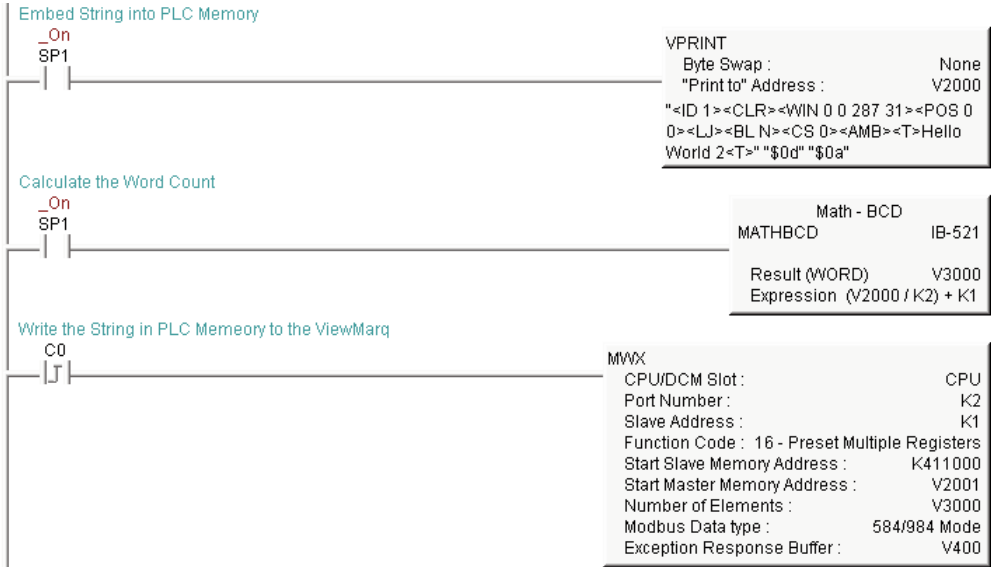 Embed String into PLC Memory
_On
SP1
VPRINT
Byte Swap : None
"Print to" Address : V2000
"<ID 1><CLR><WIN 0 0 287 31><POS 0
0><LJ><BL N><CS 0><AMB><T>Hello
World 2<T>" "$0d" "$0a"
Calculate the Word Count
_On
SP1
Math - BCD
MATHBCD IB-521
Result (WORD) V3000
Expression (V2000 / K2) + K1
Write the String in PLC Memeory to the ViewMarq
C0
MWX
CPU/DCM Slot : CPU
Port Number : K2
Slave Address : K1
Function Code : 16 - Preset Multiple Registers
Start Slave Memory Address : K411000
Start Master Memory Address : V2001
Number of Elements : V3000
Modbus Data type : 584/984 Mode
Exception Response Buffer : V400